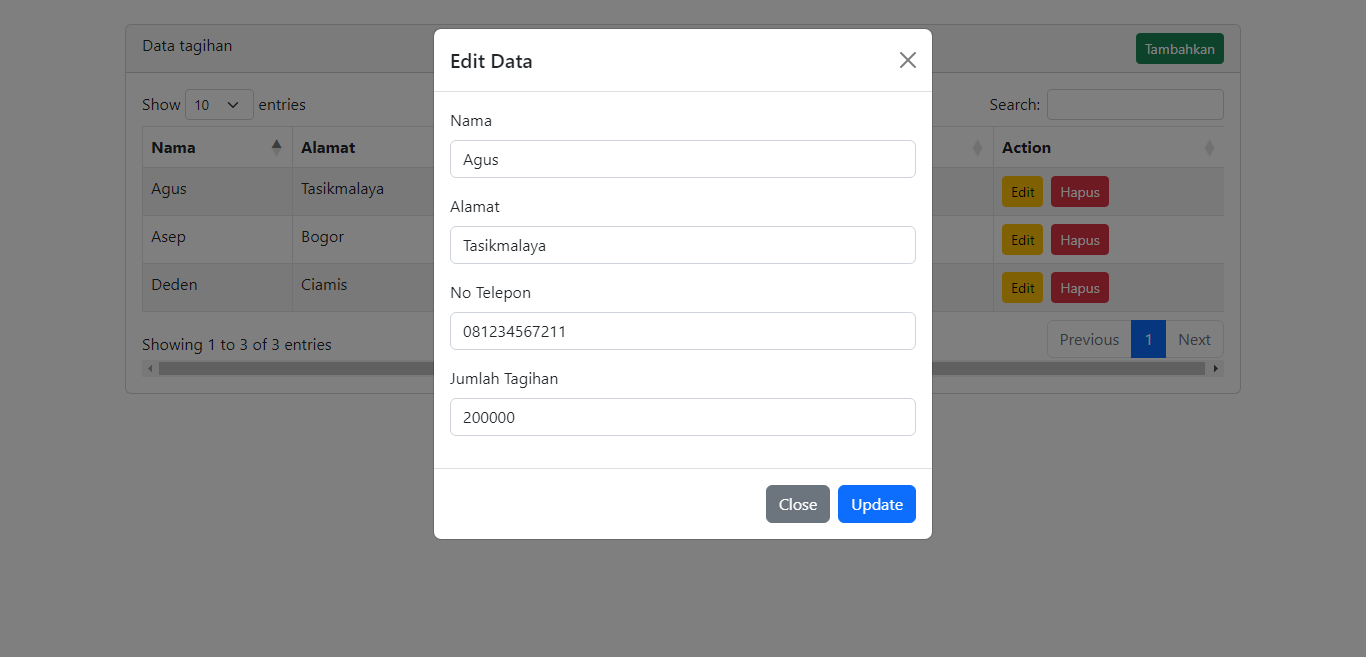 Data tagihan
Tambahkan
Show 10 entries
Search:
Nama Alamat Action
Agus Tasikmalaya Edit Hapus
Asep Bogor Edit Hapus
Deden Ciamis Edit Hapus
Showing 1 to 3 of 3 entries
Previous 1 Next
Edit Data
Nama
Agus
Alamat
Tasikmalaya
No Telepon
081234567211
Jumlah Tagihan
200000
Close Update